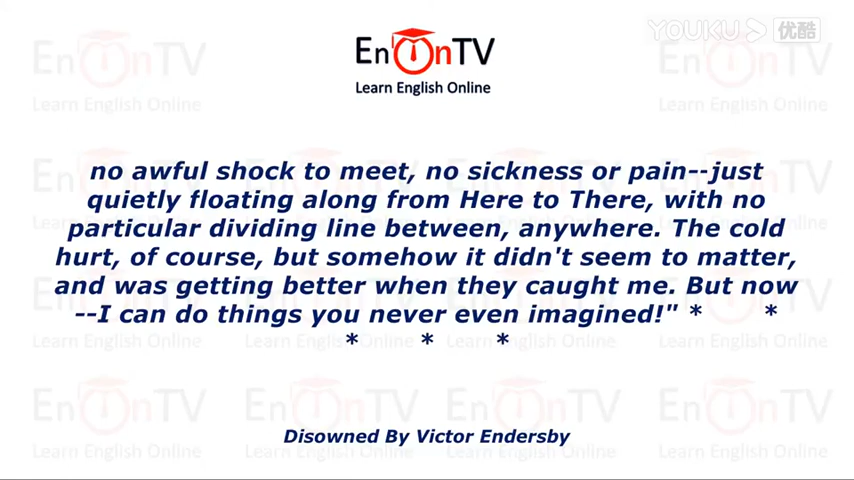 YOUKU 优酷
EnOnTV
Learn English Online
no awful shock to meet, no sickness or pain--just
quietly floating along from Here to There, with no
particular dividing line between, anywhere. The cold
hurt, of course, but somehow it didn't seem to matter,
and was getting better when they caught me. But now
--I can do things you never even imagined!" * *
* * *
Disowned By Victor Endersby